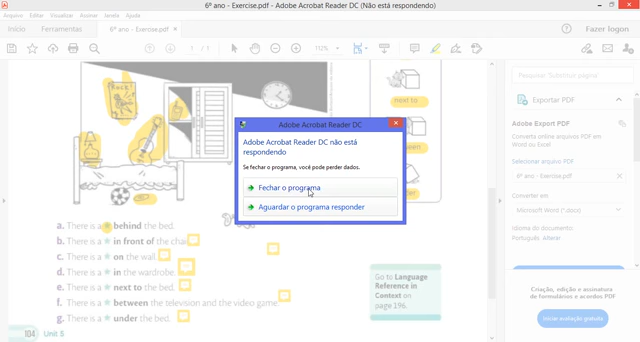 6º ano - Exercise.pdf - Adobe Acrobat Reader DC (Não está respondendo)
Arquivo Editar Visualizar Assinar Janela Ajuda
Início Ferramentas 6º ano - Exercise.pdf × Fazer logon
1 / 1 112%
Pesquisar 'Substituir página'
Exportar PDF
Adobe Export PDF
Converta online arquivos PDF em Word ou Excel
Selecionar arquivo PDF
6º ano - Exercise.pdf ×
Converter em:
Microsoft Word (*.docx)
Idioma do documento:
Português Alterar
Criação, edição e assinatura de formulários e acordos PDF
Iniciar avaliação gratuita
next to
Adobe Acrobat Reader DC
Adobe Acrobat Reader DC não está
respondendo
Se fechar o programa, você pode perder dados.
Fechar o programa
Aguardar o programa responder
a. There is a * behind the bed.
b. There is a * in front of the chair
c. There is a * on the wall.
d. There is a * in the wardrobe.
e. There is a * next to the bed.
f. There is a * between the television and the video game.
g. There is a * under the bed.
Go to Language
Reference in
Context on
page 196.
104 Unit 5